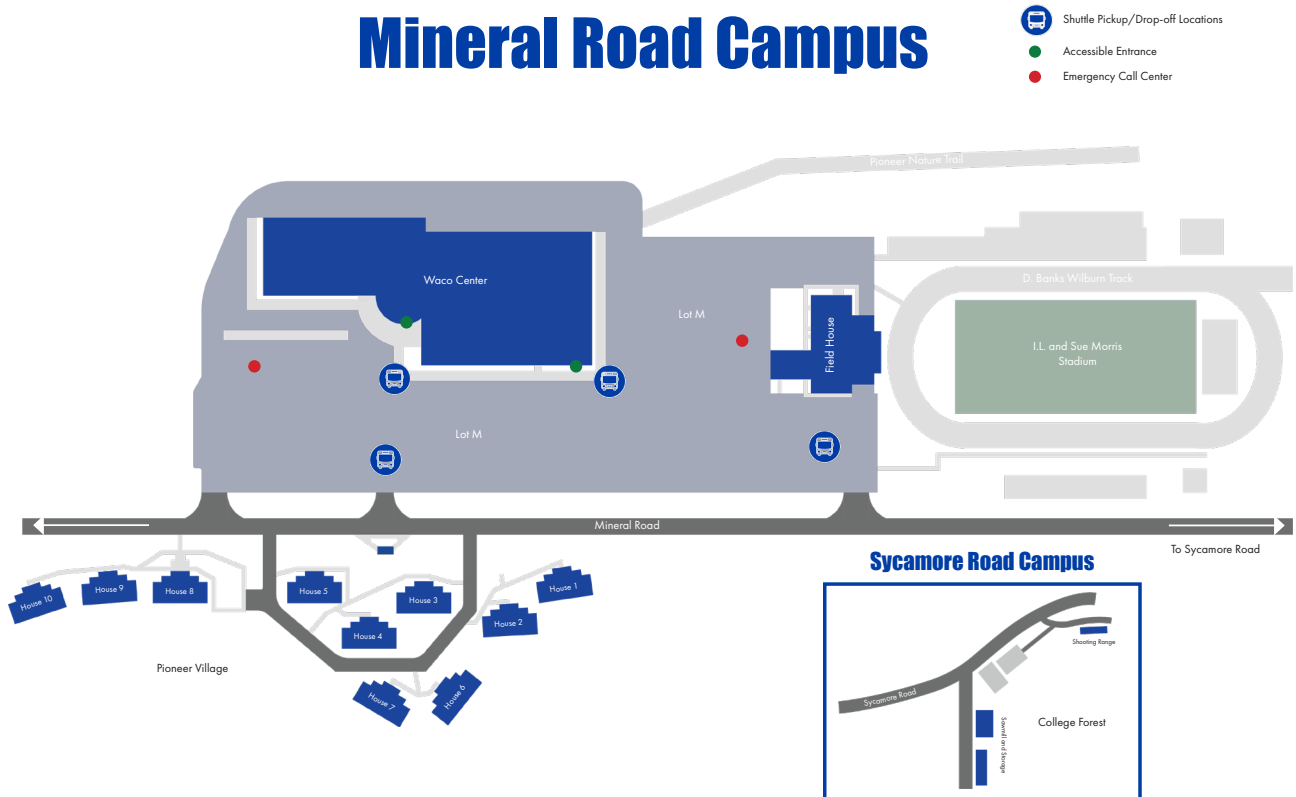 Mineral Road Campus
Shuttle Pickup/Drop-off Locations
Accessible Entrance
Emergency Call Center
Pioneer Nature Trail
D. Banks Wilburn Track
Waco Center
Lot M
Field House
I.L. and Sue Morris
Stadium
Lot M
Mineral Road
To Sycamore Road
House 10
House 9
House 8
House 5
House 3
House 4
House 2
House 1
House 7
House 6
Pioneer Village
Sycamore Road Campus
Shooting Range
Sycamore Road
College Forest
Sawmill and Storage